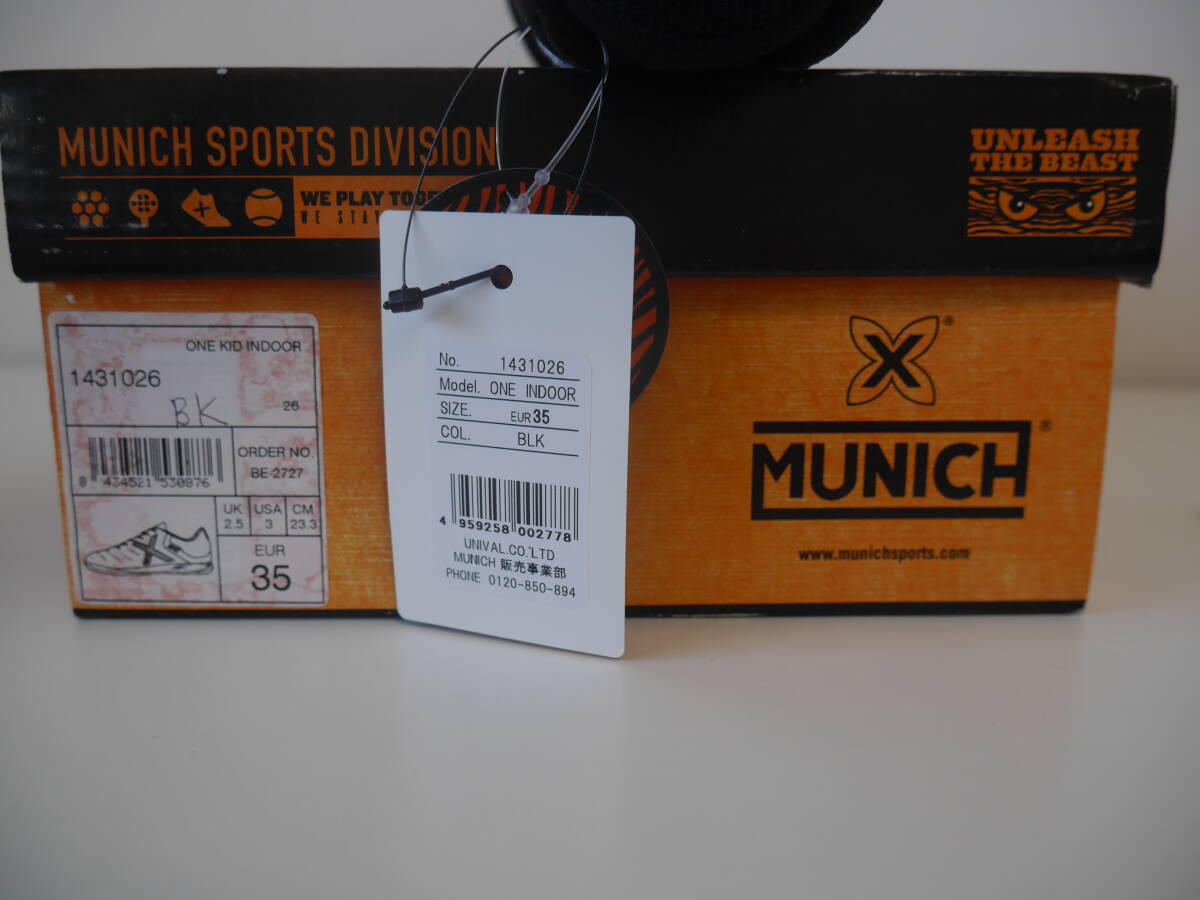 MUNICH SPORTS DIVISION
WE PLAY TOGE
WE STAY
UNLEASH
THE BEAST
ONE KID INDOOR
1431026
BK
26
ORDER NO.
BE-2727
8 434521 530876
UK USA CM
2.5 3 23.3
EUR
35
No. 1431026
Model. ONE INDOOR
SIZE. EUR 35
COL. BLK
4 959258 002778
UNIVAL.CO.'LTD
MUNICH 販売事業部
PHONE 0120-850-894
X ®
MUNICH ®
www.munichsports.com